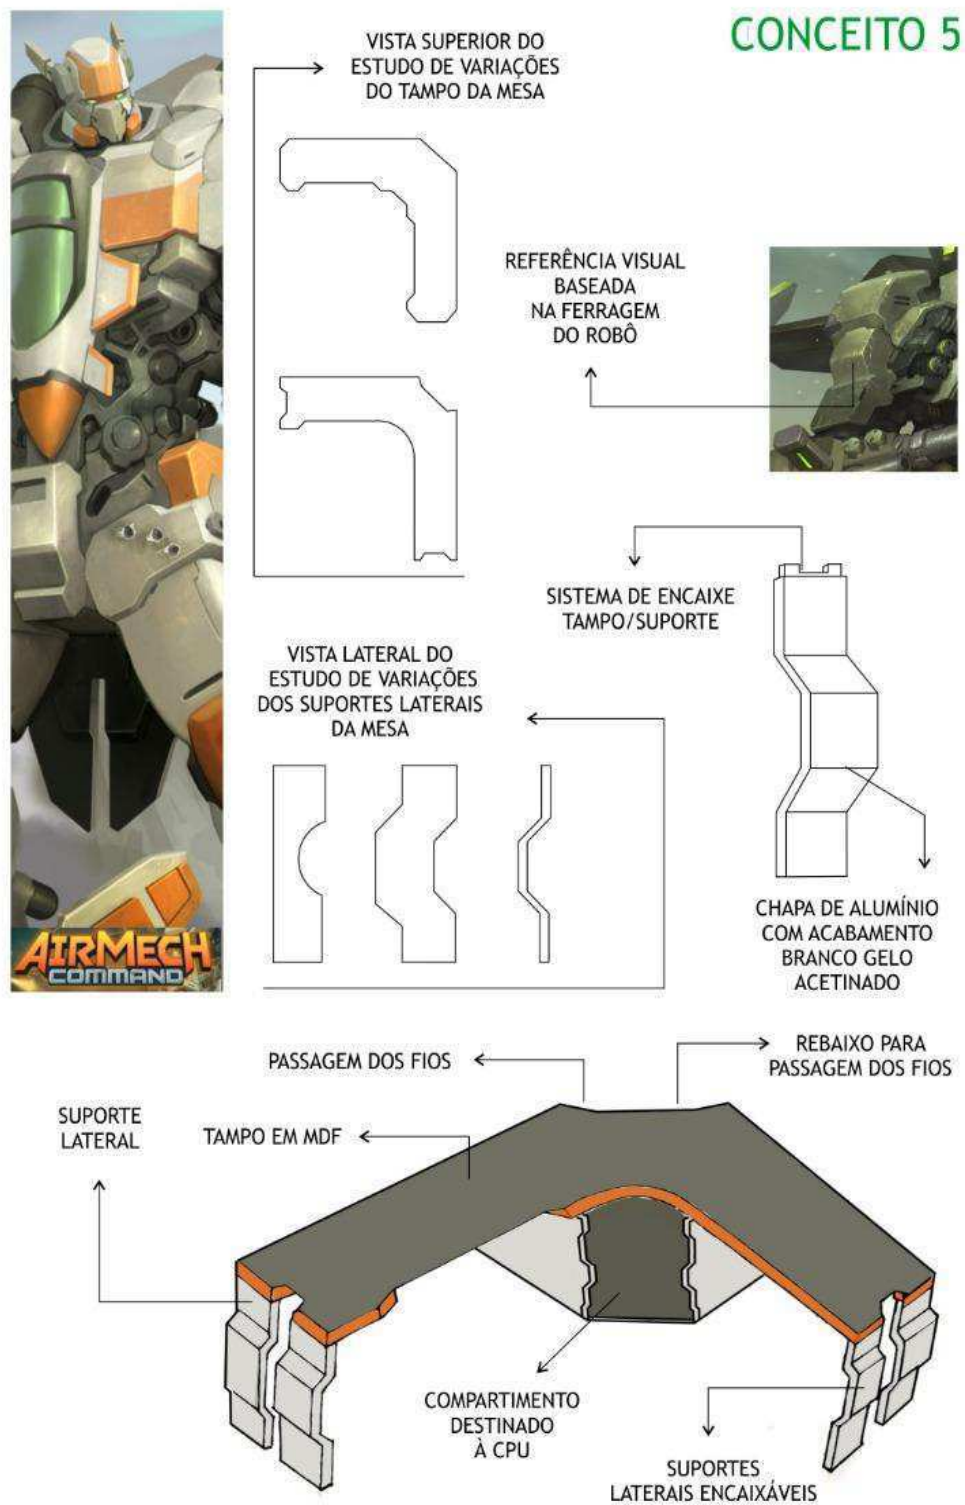 CONCEITO 5
VISTA SUPERIOR DO
ESTUDO DE VARIAÇÕES
DO TAMPO DA MESA
REFERÊNCIA VISUAL
BASEADA
NA FERRAGEM
DO ROBÔ
SISTEMA DE ENCAIXE
TAMPO/SUPORTE
VISTA LATERAL DO
ESTUDO DE VARIAÇÕES
DOS SUPORTES LATERAIS
DA MESA
CHAPA DE ALUMÍNIO
COM ACABAMENTO
BRANCO GELO
ACETINADO
AIRMECH
COMMAND
PASSAGEM DOS FIOS
REBAIXO PARA
PASSAGEM DOS FIOS
SUPORTE
LATERAL
TAMPO EM MDF
COMPARTIMENTO
DESTINADO
À CPU
SUPORTES
LATERAIS ENCAIXÁVEIS